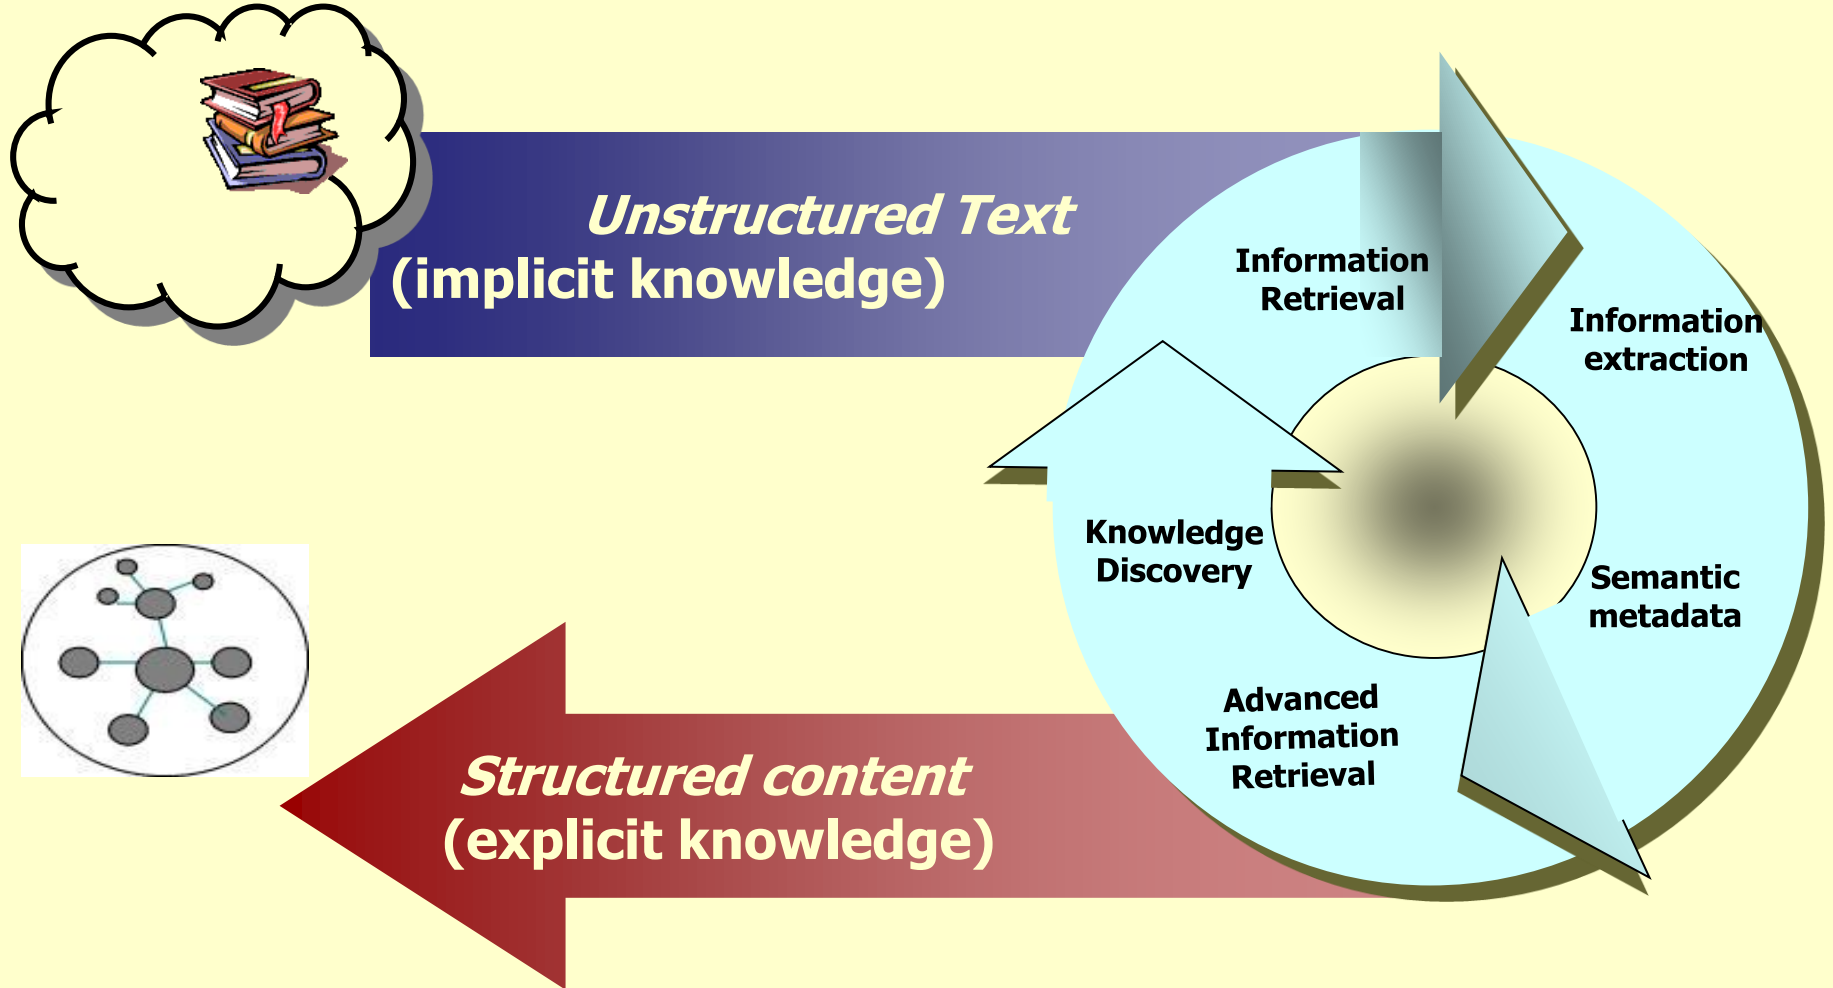 Unstructured Text
(implicit knowledge)
Information
Retrieval
Information
extraction
Semantic
metadata
Advanced
Information
Retrieval
Knowledge
Discovery
Structured content
(explicit knowledge)